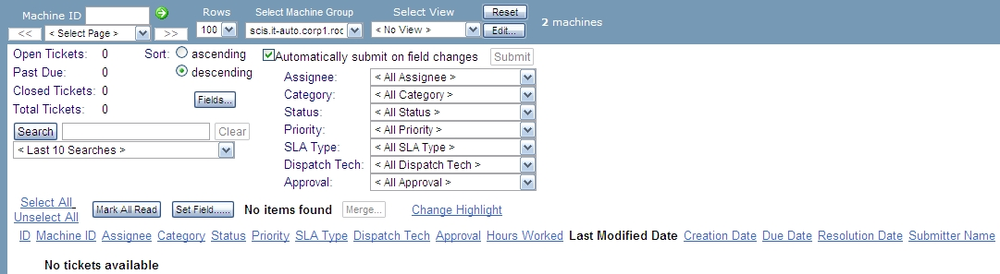 Machine ID Rows Select Machine Group Select View Reset
<< < Select Page > >> 100 scis.it-auto.corp1.roc < No View > Edit... 2 machines
Open Tickets: 0 Sort: ascending Automatically submit on field changes Submit
Past Due: 0 descending Assignee: < All Assignee >
Closed Tickets: 0 Fields... Category: < All Category >
Total Tickets: 0 Status: < All Status >
Search Clear Priority: < All Priority >
< Last 10 Searches > SLA Type: < All SLA Type >
Dispatch Tech: < All Dispatch Tech >
Approval: < All Approval >
Select All
Unselect All Mark All Read Set Field...... No items found Merge... Change Highlight
ID Machine ID Assignee Category Status Priority SLA Type Dispatch Tech Approval Hours Worked Last Modified Date Creation Date Due Date Resolution Date Submitter Name
No tickets available